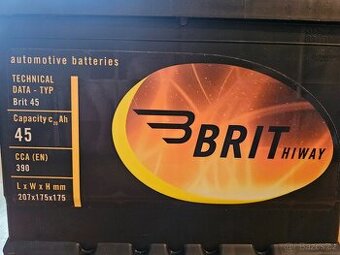 automotive batteries
TECHNICAL
DATA - TYP
Brit 45
Capacity c20 Ah
45
CCA (EN)
390
L x W x H mm
207x175x175
BRIT
HIWAY